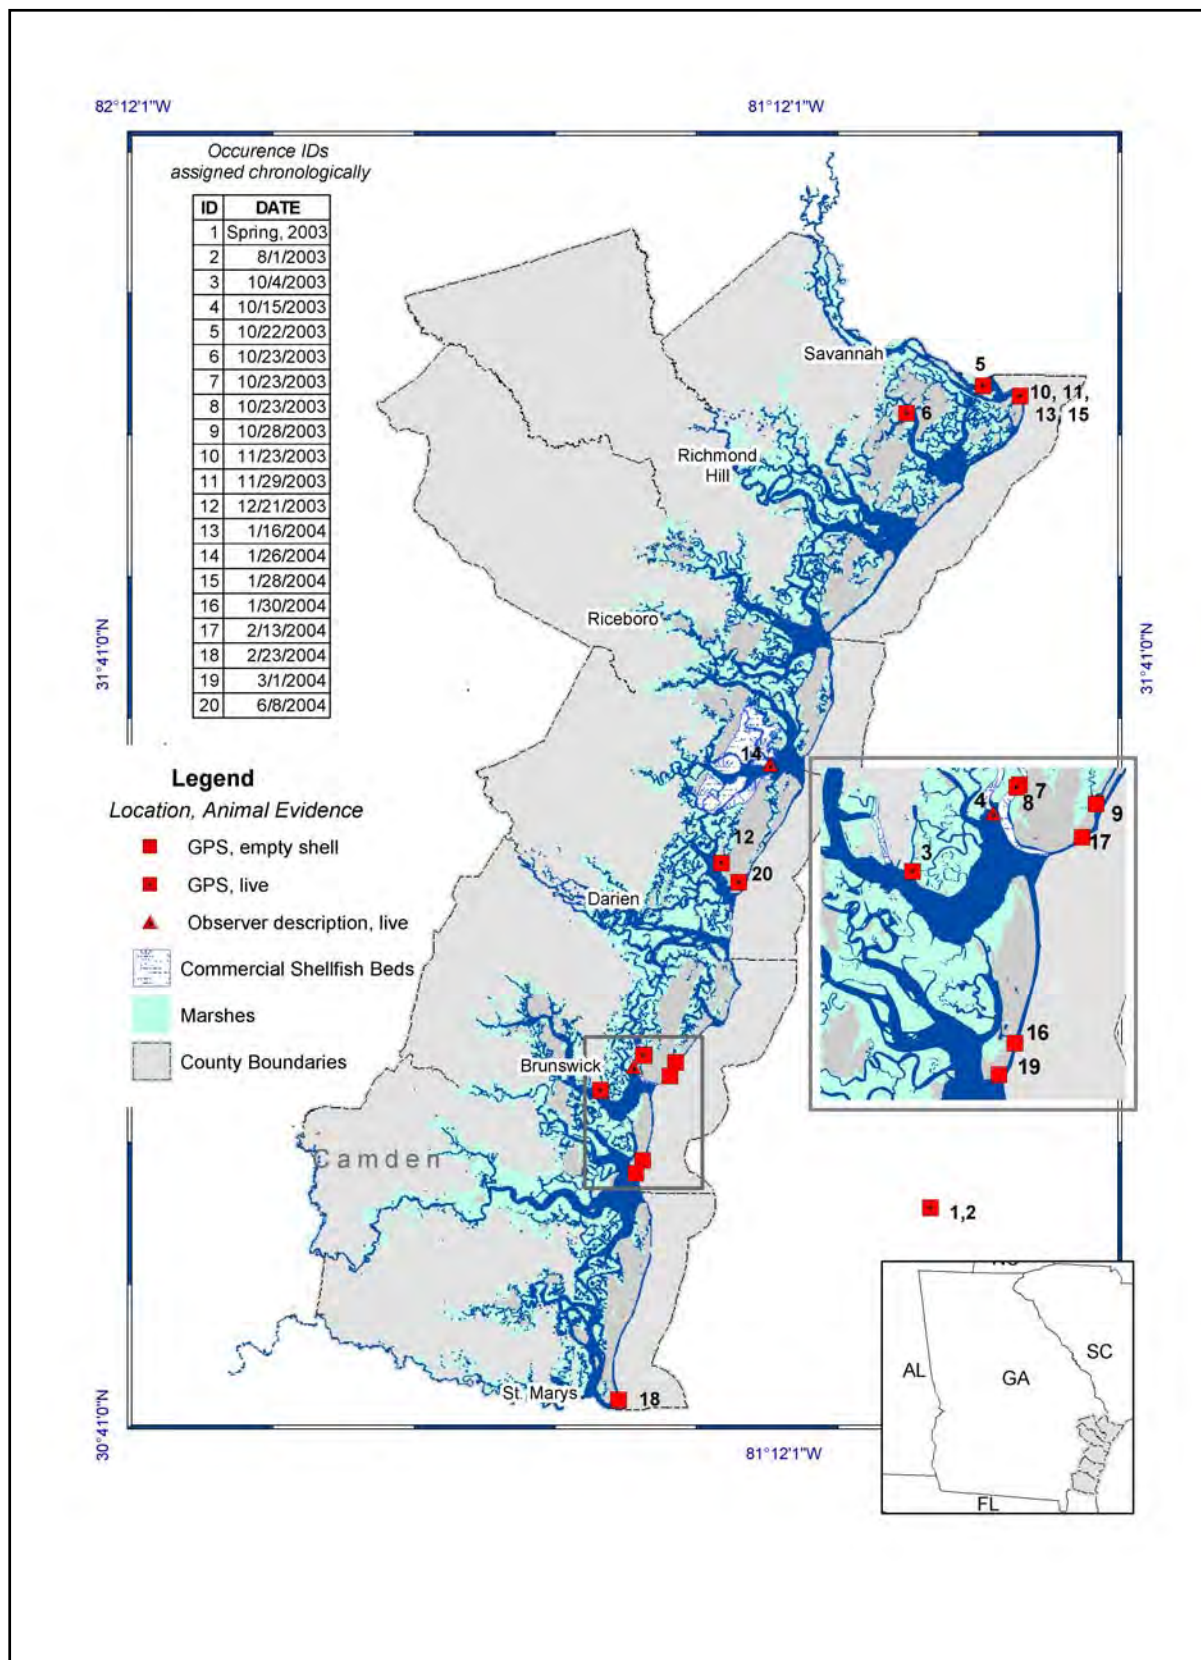 82°12'1"W
81°12'1"W
Occurence IDs
assigned chronologically
ID DATE
1 Spring, 2003
2 8/1/2003
3 10/4/2003
4 10/15/2003
5 10/22/2003
6 10/23/2003
7 10/23/2003
8 10/23/2003
9 10/28/2003
10 11/23/2003
11 11/29/2003
12 12/21/2003
13 1/16/2004
14 1/26/2004
15 1/28/2004
16 1/30/2004
17 2/13/2004
18 2/23/2004
19 3/1/2004
20 6/8/2004
Savannah
5
10, 11,
13, 15
6
Richmond
Hill
Riceboro
31°41'0"N
31°41'0"N
14
12
20
Darien
Legend
Location, Animal Evidence
GPS, empty shell
GPS, live
Observer description, live
Commercial Shellfish Beds
Marshes
County Boundaries
4
7
8
9
17
3
16
19
Brunswick
Camden
1,2
St. Marys
18
30°41'0"N
81°12'1"W
AL
GA
SC
FL